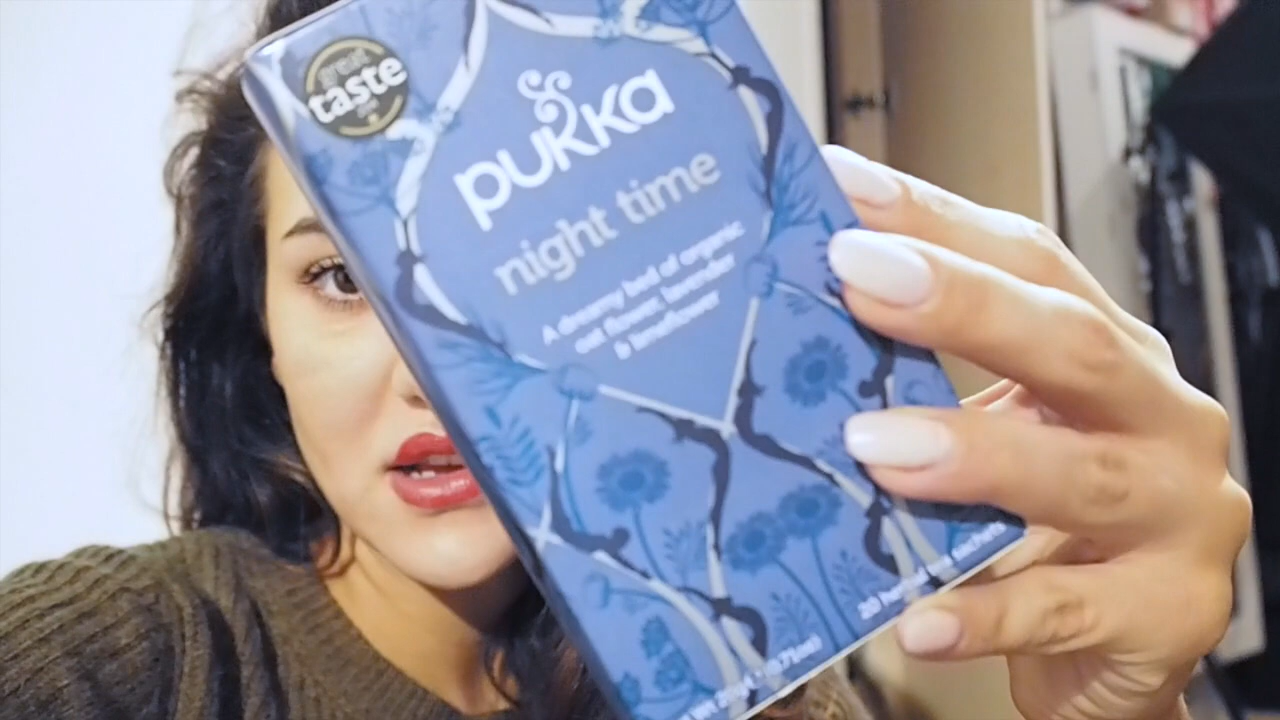 great
taste
pukka
night time
A dreamy bed of organic
oat flower, lavender
& limeflower
20 herbal tea sachets